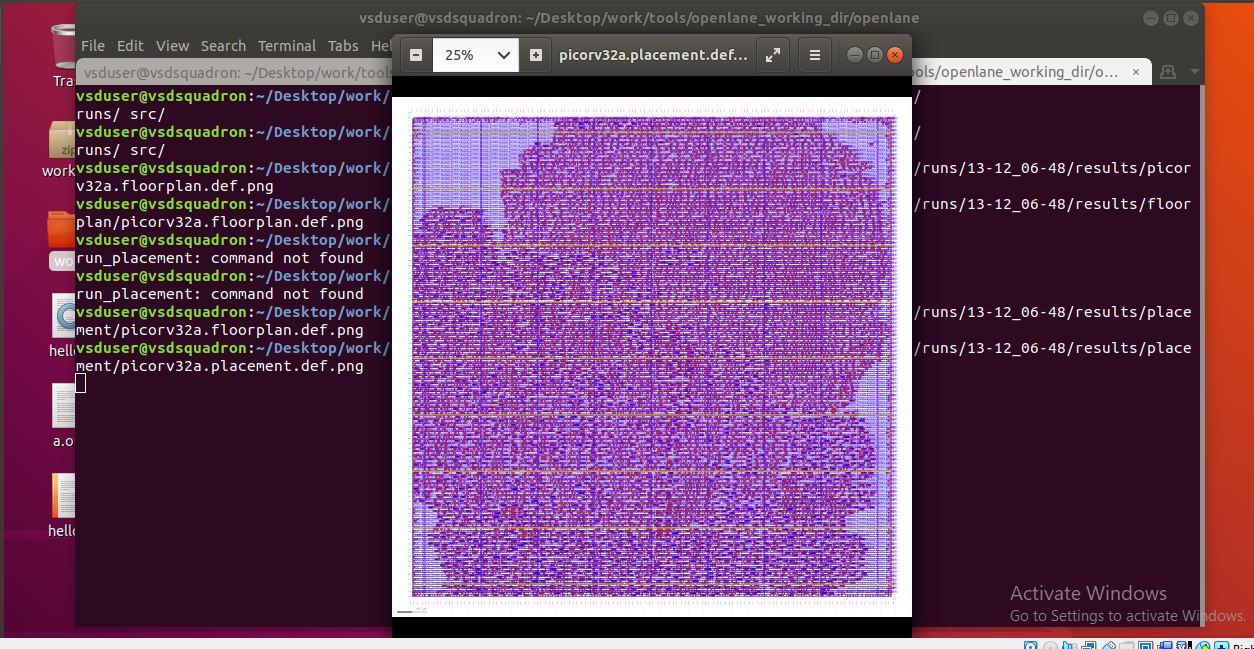 vsduser@vsdsquadron: ~/Desktop/work/tools/openlane_working_dir/openlane
File Edit View Search Terminal Tabs Hel
25% picorv32a.placement.def...
vsduser@vsdsquadron: ~/Desktop/work/tools
ools/openlane_working_dir/o... ×
Tra
zip
work
wo
hello
a.o
hello
vsduser@vsdsquadron:~/Desktop/work/ /
runs/ src/
vsduser@vsdsquadron:~/Desktop/work/ /
runs/ src/
vsduser@vsdsquadron:~/Desktop/work/ /runs/13-12_06-48/results/picor
v32a.floorplan.def.png
vsduser@vsdsquadron:~/Desktop/work/ /runs/13-12_06-48/results/floor
plan/picorv32a.floorplan.def.png
vsduser@vsdsquadron:~/Desktop/work/
run_placement: command not found
vsduser@vsdsquadron:~/Desktop/work/
run_placement: command not found
vsduser@vsdsquadron:~/Desktop/work/ /runs/13-12_06-48/results/place
ment/picorv32a.floorplan.def.png
vsduser@vsdsquadron:~/Desktop/work/ /runs/13-12_06-48/results/place
ment/picorv32a.placement.def.png
Activate Windows
Go to Settings to activate Windows.